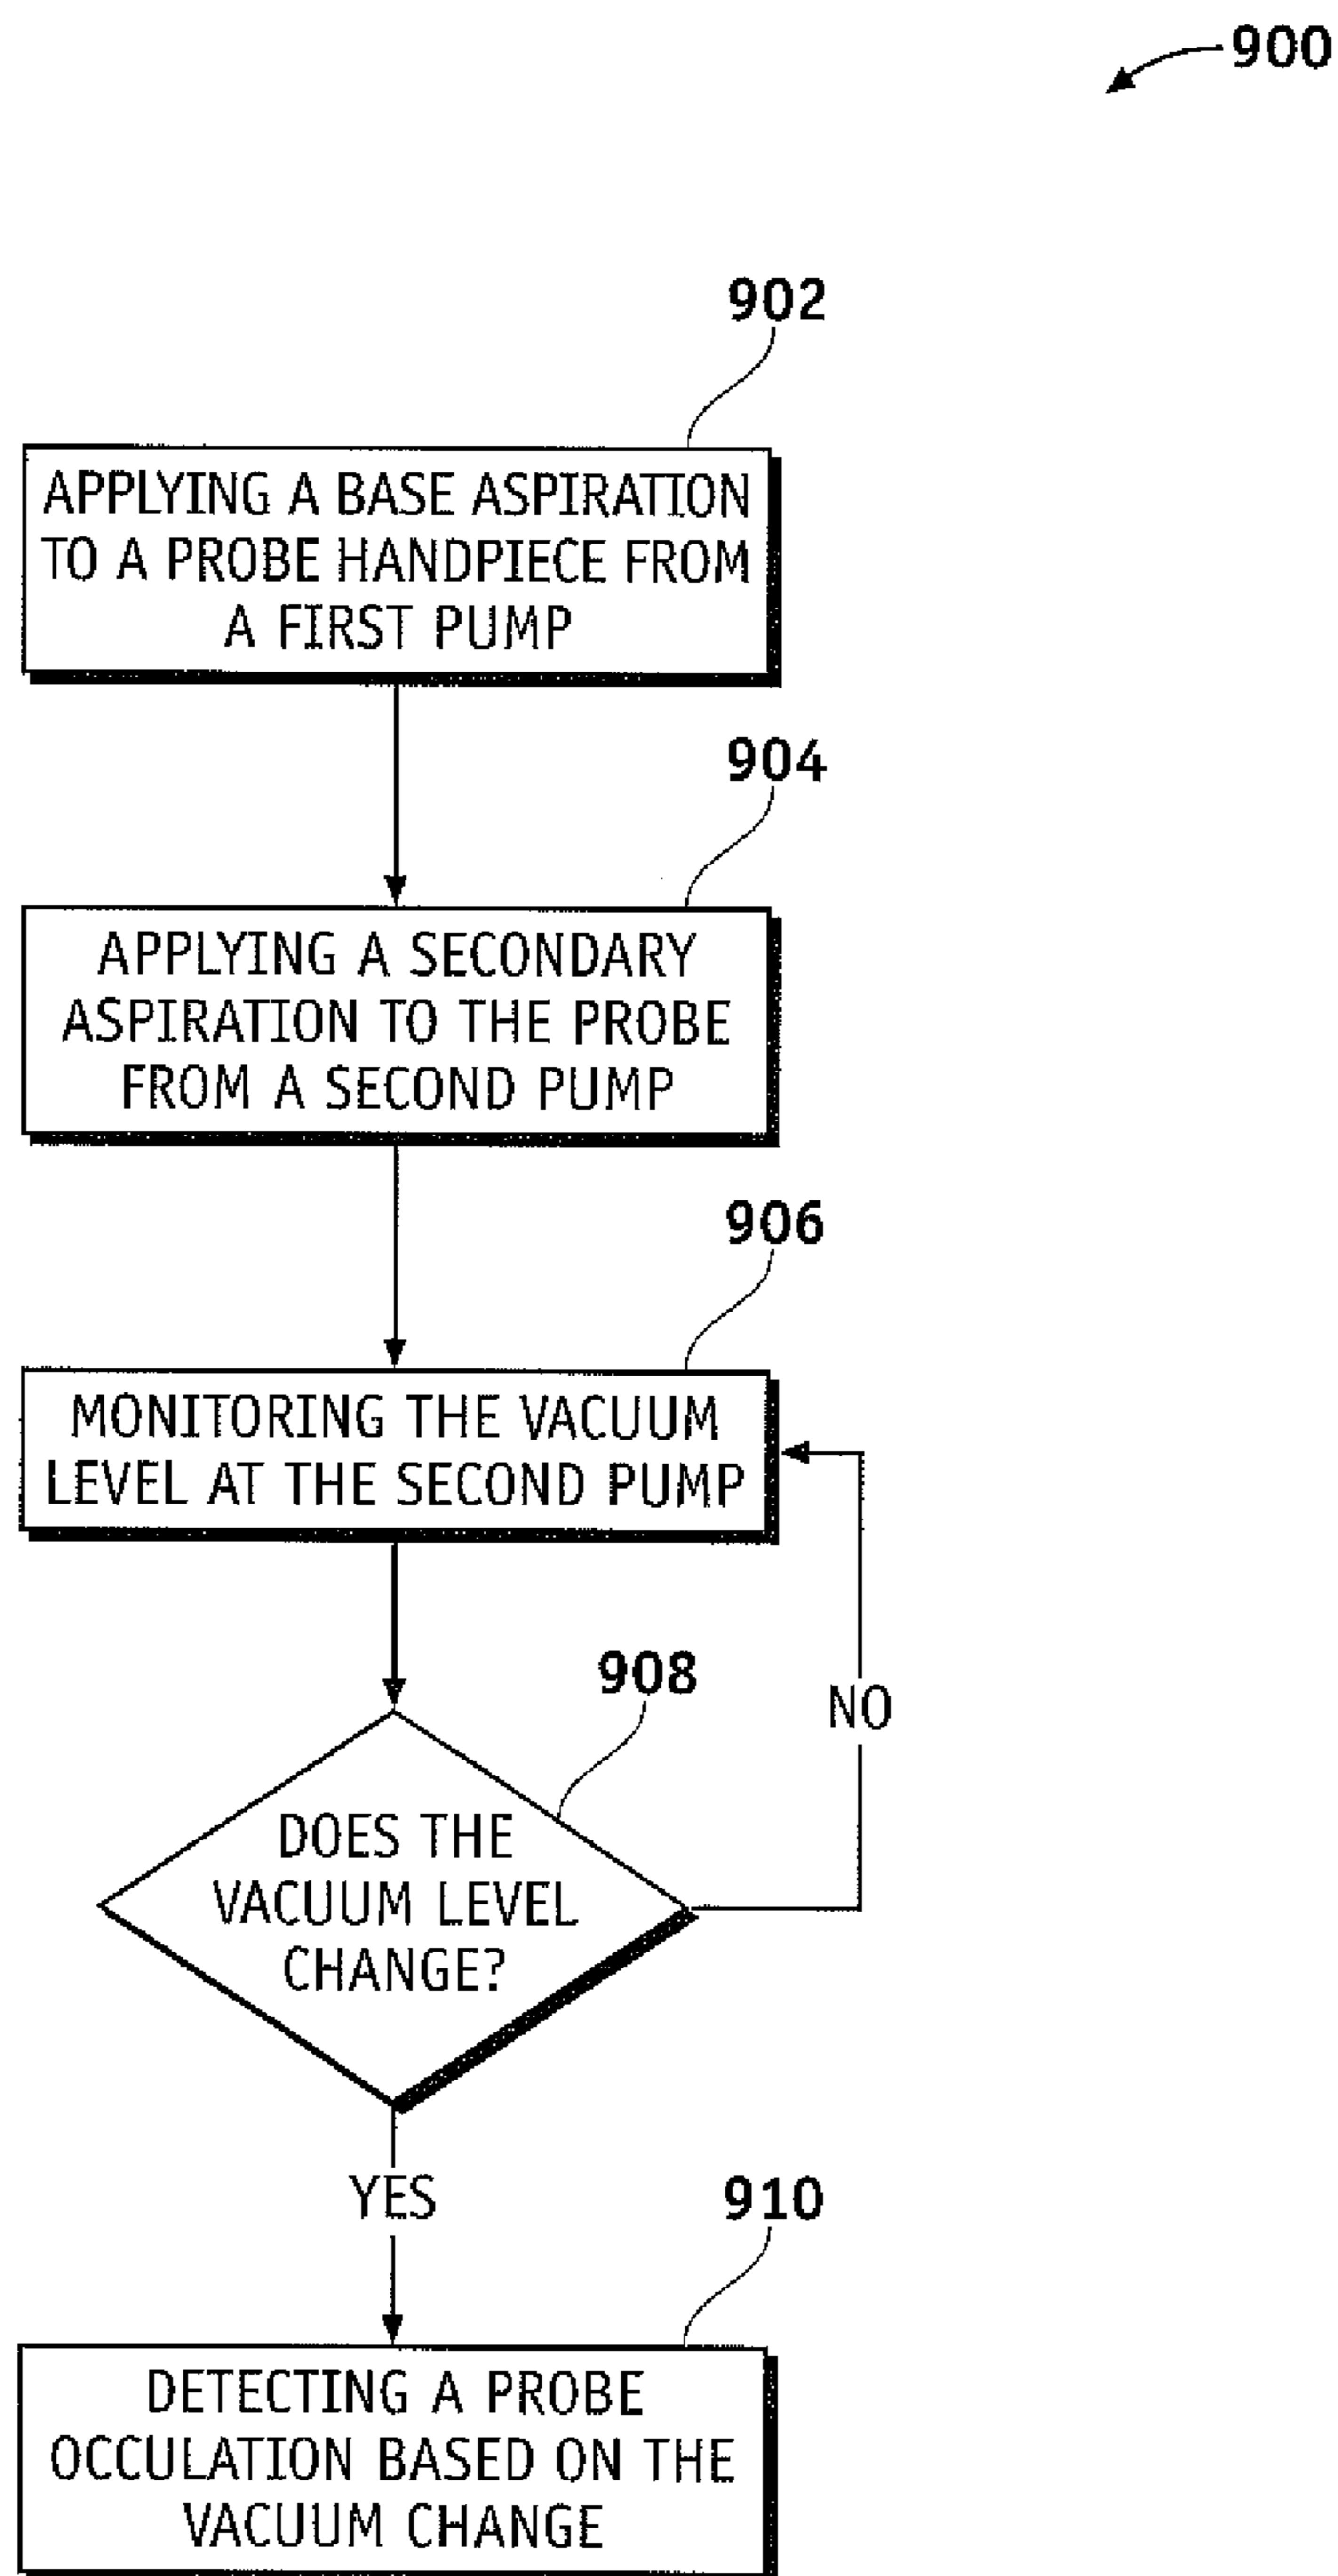 900
902
APPLYING A BASE ASPIRATION
TO A PROBE HANDPIECE FROM
A FIRST PUMP
904
APPLYING A SECONDARY
ASPIRATION TO THE PROBE
FROM A SECOND PUMP
906
MONITORING THE VACUUM
LEVEL AT THE SECOND PUMP
908
NO
DOES THE
VACUUM LEVEL
CHANGE?
YES
910
DETECTING A PROBE
OCCULATION BASED ON THE
VACUUM CHANGE